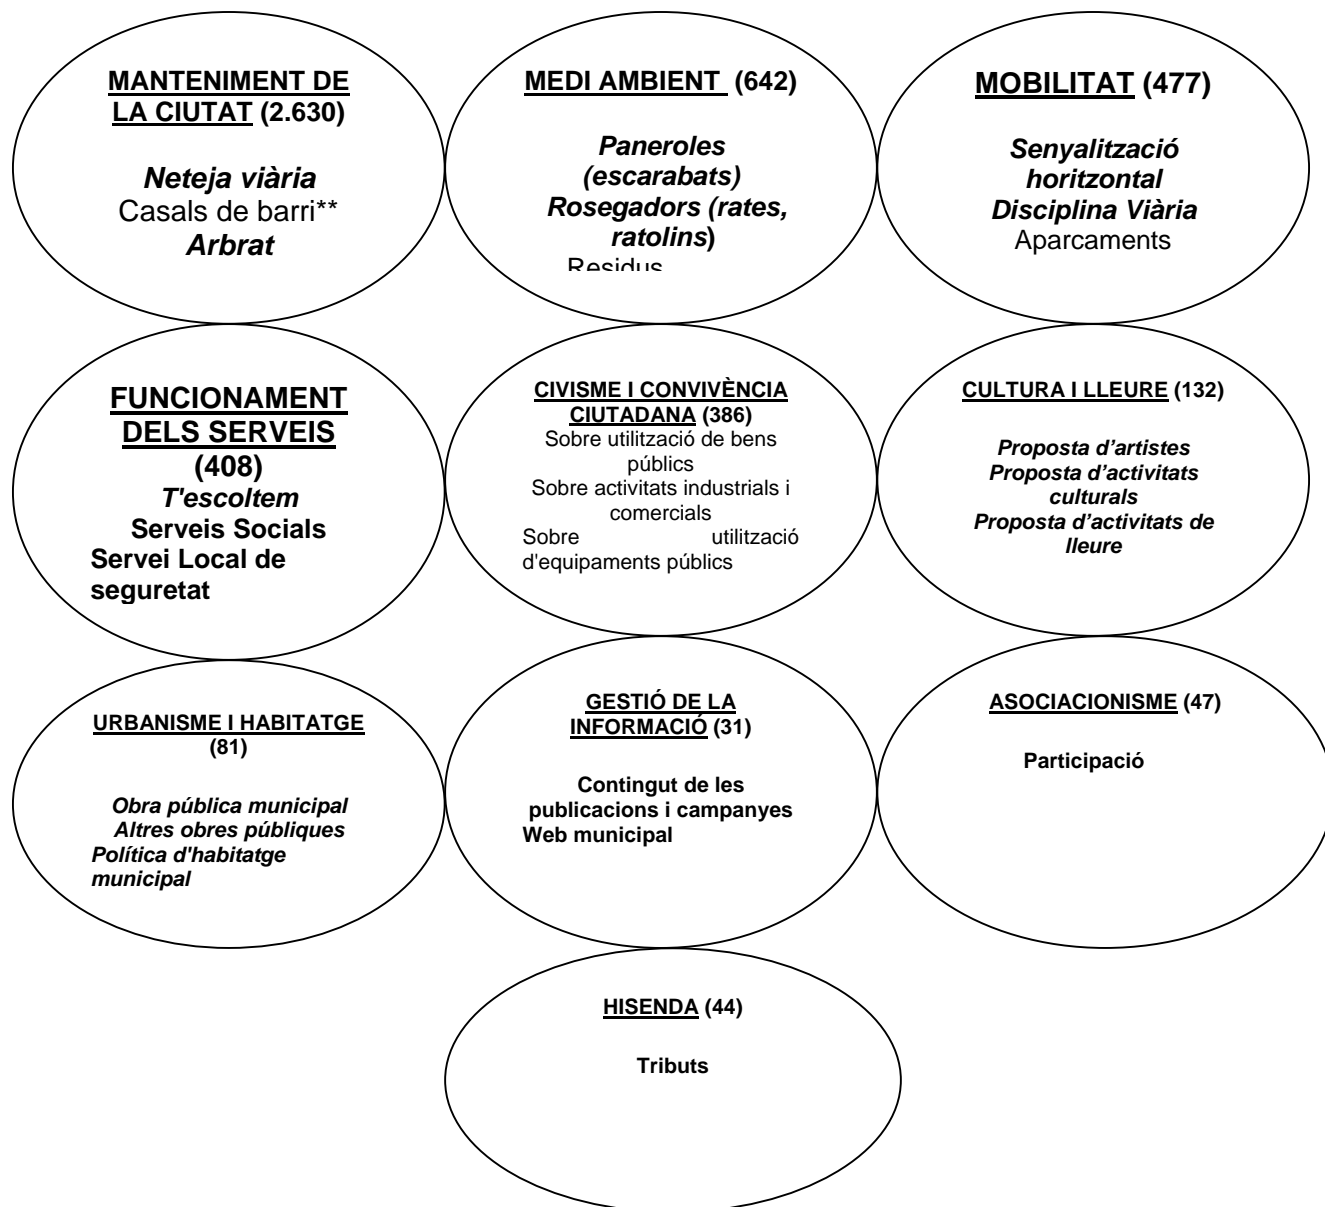 MANTENIMENT DE
LA CIUTAT (2.630)
Neteja viària
Casals de barri**
Arbrat
MEDI AMBIENT (642)
Paneroles
(escarabats)
Rosegadors (rates,
ratolins)
Residus
MOBILITAT (477)
Senyalització
horitzontal
Disciplina Viària
Aparcaments
FUNCIONAMENT
DELS SERVEIS
(408)
T'escoltem
Serveis Socials
Servei Local de
seguretat
CIVISME I CONVIVÈNCIA
CIUTADANA (386)
Sobre utilització de bens
públics
Sobre activitats industrials i
comercials
Sobre utilització
d'equipaments públics
CULTURA I LLEURE (132)
Proposta d’artistes
Proposta d’activitats
culturals
Proposta d’activitats de
lleure
URBANISME I HABITATGE
(81)
Obra pública municipal
Altres obres públiques
Política d'habitatge
municipal
GESTIÓ DE LA
INFORMACIÓ (31)
Contingut de les
publicacions i campanyes
Web municipal
ASOCIACIONISME (47)
Participació
HISENDA (44)
Tributs